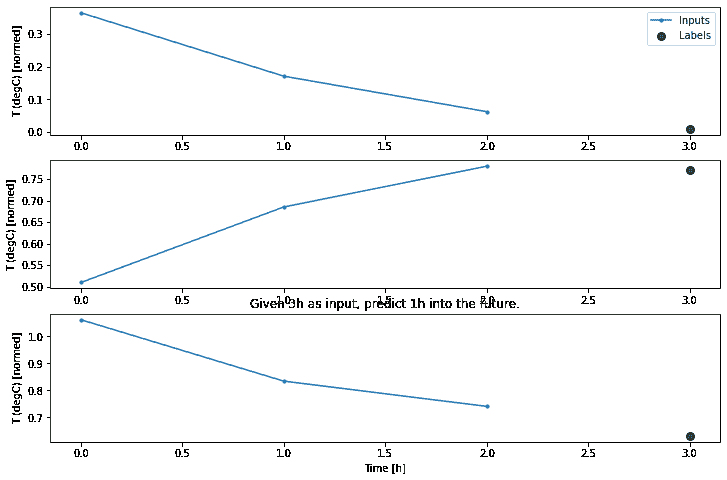 T (degC) [normed]
0.3
0.2
0.1
0.0
Inputs
Labels
0.0 0.5 1.0 1.5 2.0 2.5 3.0
T (degC) [normed]
0.75
0.70
0.65
0.60
0.55
0.50
0.0 0.5 1.0 1.5 2.0 2.5 3.0
Given 3h as input, predict 1h into the future.
T (degC) [normed]
1.0
0.9
0.8
0.7
0.0 0.5 1.0 1.5 2.0 2.5 3.0
Time [h]